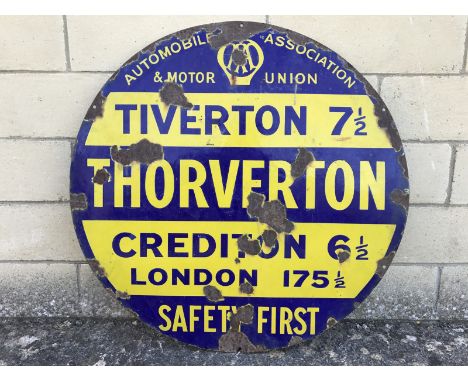 AUTOMOBILE ASSOCIATION
& MOTOR UNION
TIVERTON 7½
THORVERTON
CREDITON 6½
LONDON 175½
SAFETY FIRST